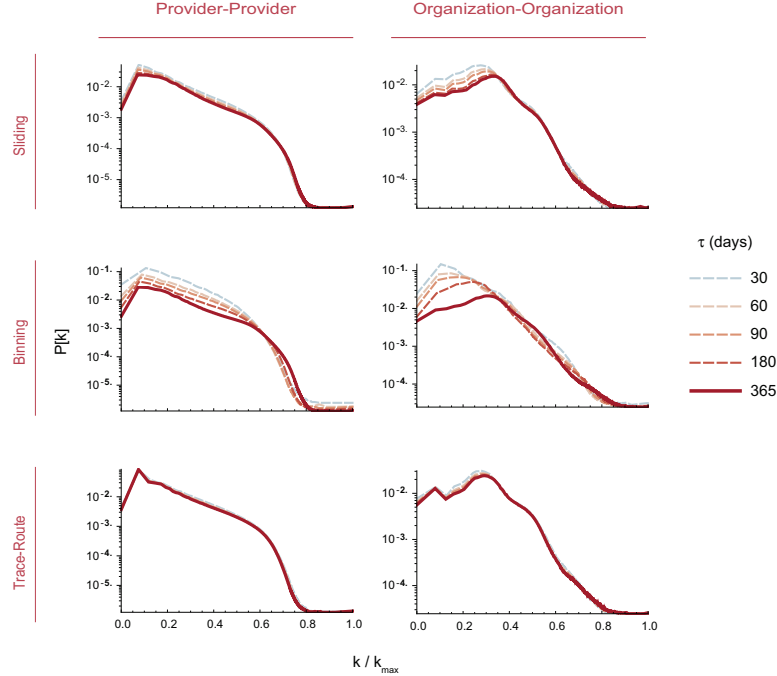 Provider-Provider
Organization-Organization
Sliding
10⁻²
10⁻³
10⁻⁴
10⁻⁵
10⁻²
10⁻³
10⁻⁴
Binning
P[k]
10⁻¹
10⁻²
10⁻³
10⁻⁴
10⁻⁵
10⁻¹
10⁻²
10⁻⁴
τ (days)
30
60
90
180
365
Trace-Route
10⁻²
10⁻³
10⁻⁴
10⁻⁵
10⁻²
10⁻⁴
0.0 0.2 0.4 0.6 0.8 1.0
0.0 0.2 0.4 0.6 0.8 1.0
k / kmax